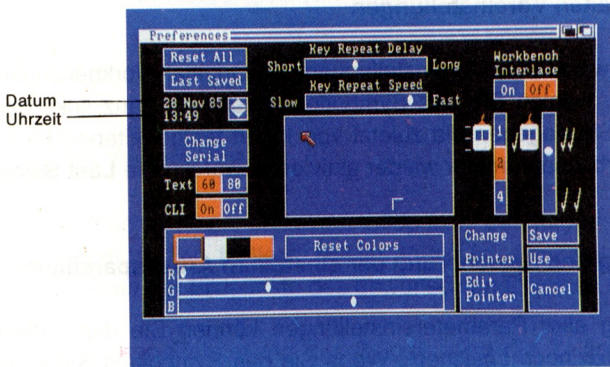 Preferences
Reset All
Last Saved
Datum
28 Nov 85
Uhrzeit
13:49
Change
Serial
Text 60 80
CLI On Off
Key Repeat Delay
Short Long
Key Repeat Speed
Slow Fast
Workbench
Interlace
On Off
1
2
4
Reset Colors
R
G
B
Change
Printer
Save
Use
Edit
Pointer
Cancel